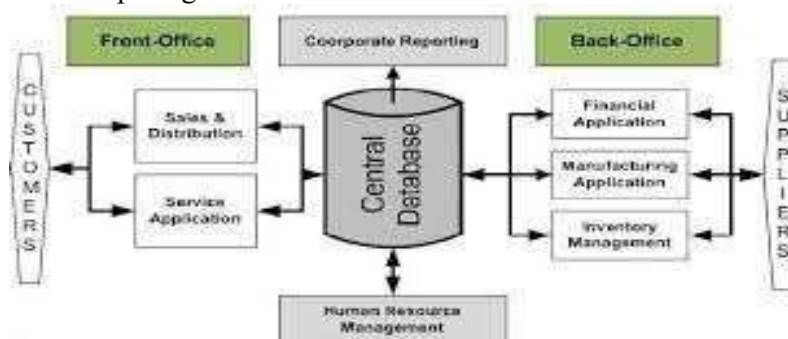 Front-Office
Coorporate Reporting
Back-Office
CUSTOMERS
Sales &
Distribution
Service
Application
Central
Database
Financial
Application
Manufacturing
Application
Inventory
Management
SUPPLIERS
Human Resource
Management